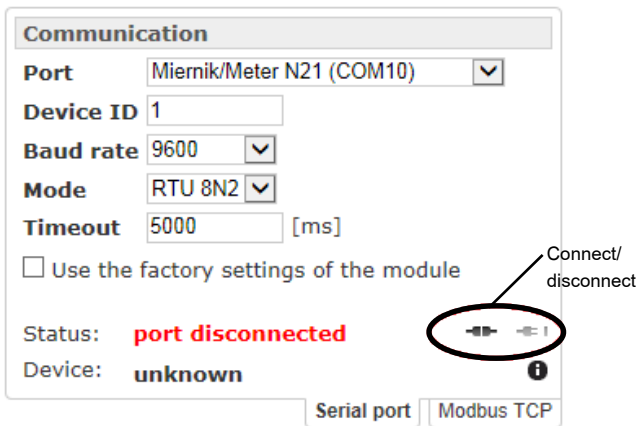 Communication
Port Miernik/Meter N21 (COM10)
Device ID 1
Baud rate 9600
Mode RTU 8N2
Timeout 5000 [ms]
Use the factory settings of the module
Connect/
disconnect
Status: port disconnected
Device: unknown
Serial port Modbus TCP